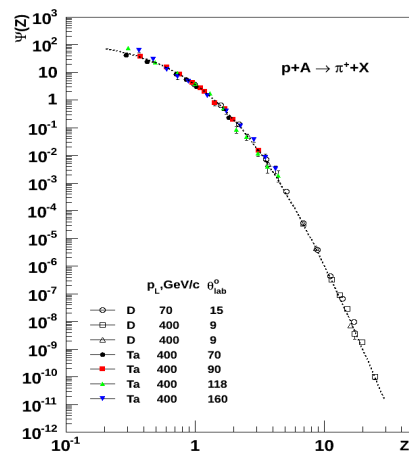 Ψ(Z)
p+A → π⁺+X
10³
10²
10
1
10⁻¹
10⁻²
10⁻³
10⁻⁴
10⁻⁵
10⁻⁶
10⁻⁷
10⁻⁸
10⁻⁹
10⁻¹⁰
10⁻¹¹
10⁻¹²
p_L,GeV/c θ°_lab
D 70 15
D 400 9
D 400 9
Ta 400 70
Ta 400 90
Ta 400 118
Ta 400 160
10⁻¹ 1 10 Z